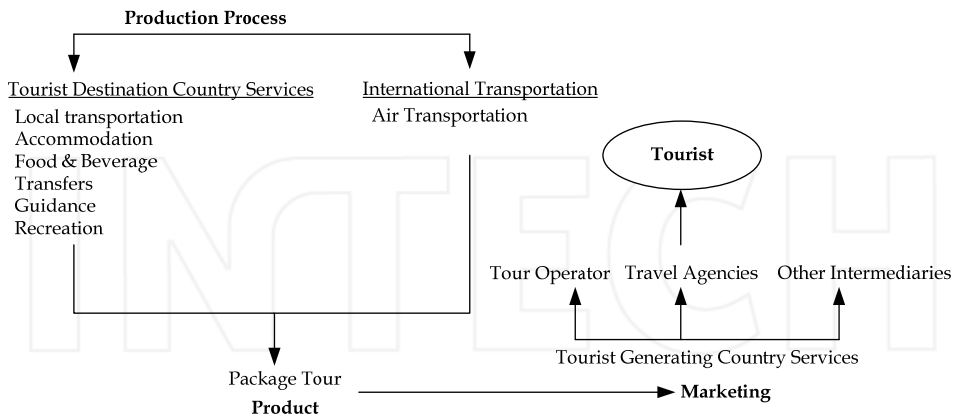 Production Process
Tourist Destination Country Services
Local transportation
Accommodation
Food & Beverage
Transfers
Guidance
Recreation
International Transportation
Air Transportation
Tourist
Tour Operator
Travel Agencies
Other Intermediaries
Tourist Generating Country Services
Package Tour
Product
Marketing
INTECH